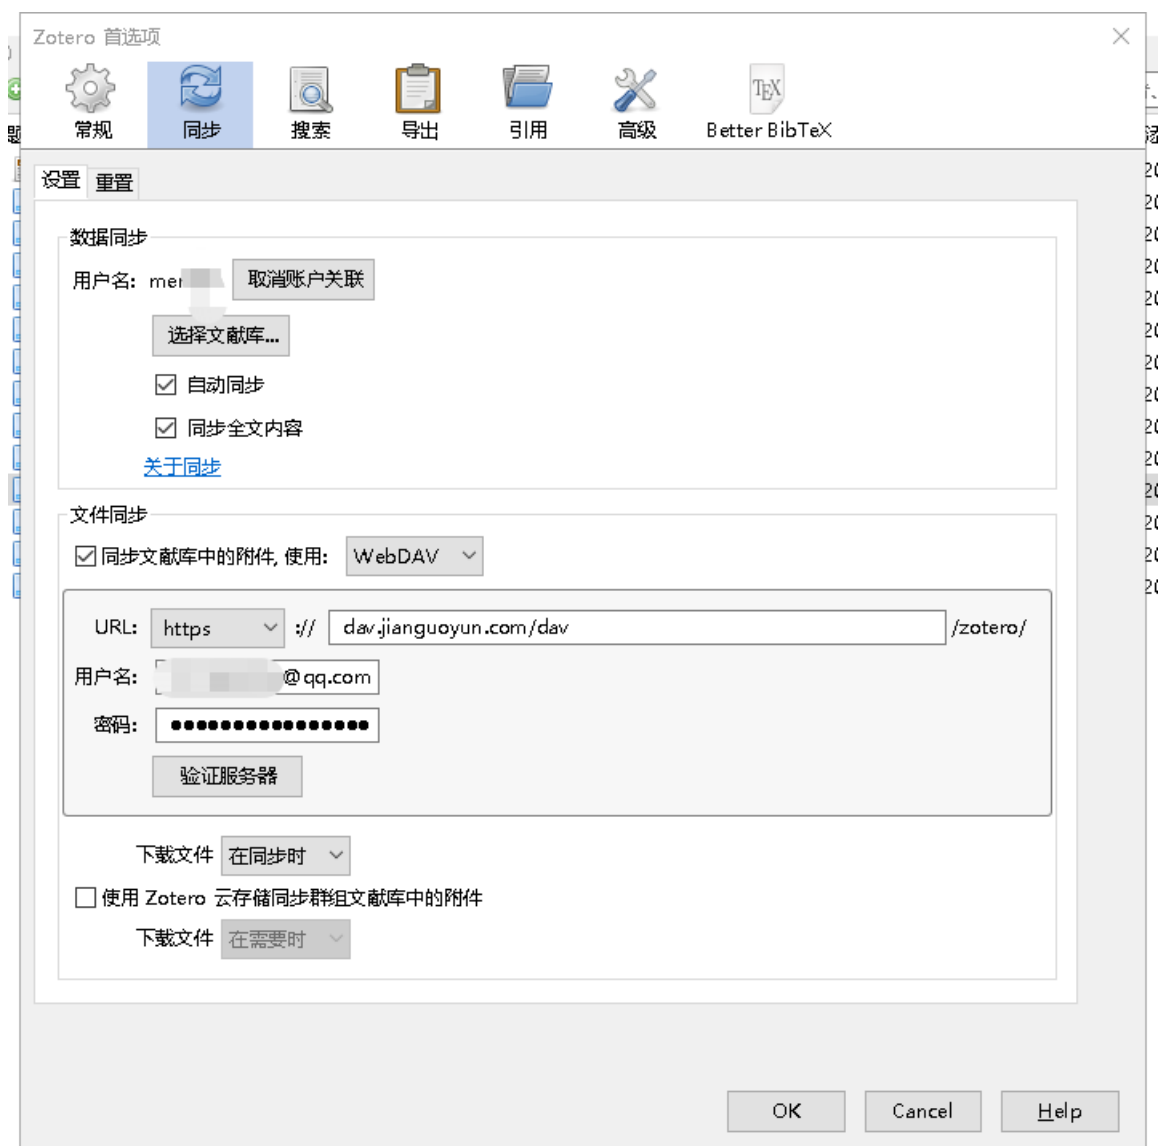 Zotero 首选项
常规 同步 搜索 导出 引用 高级 Better BibTeX
设置 重置
数据同步
用户名: mer 取消账户关联
选择文献库...
自动同步
同步全文内容
关于同步
文件同步
同步文献库中的附件, 使用: WebDAV
URL: https :// dav.jianguoyun.com/dav /zotero/
用户名: @qq.com
密码: ●●●●●●●●●●●●●●●●
验证服务器
下载文件 在同步时
使用 Zotero 云存储同步群组文献库中的附件
下载文件 在需要时
OK Cancel Help